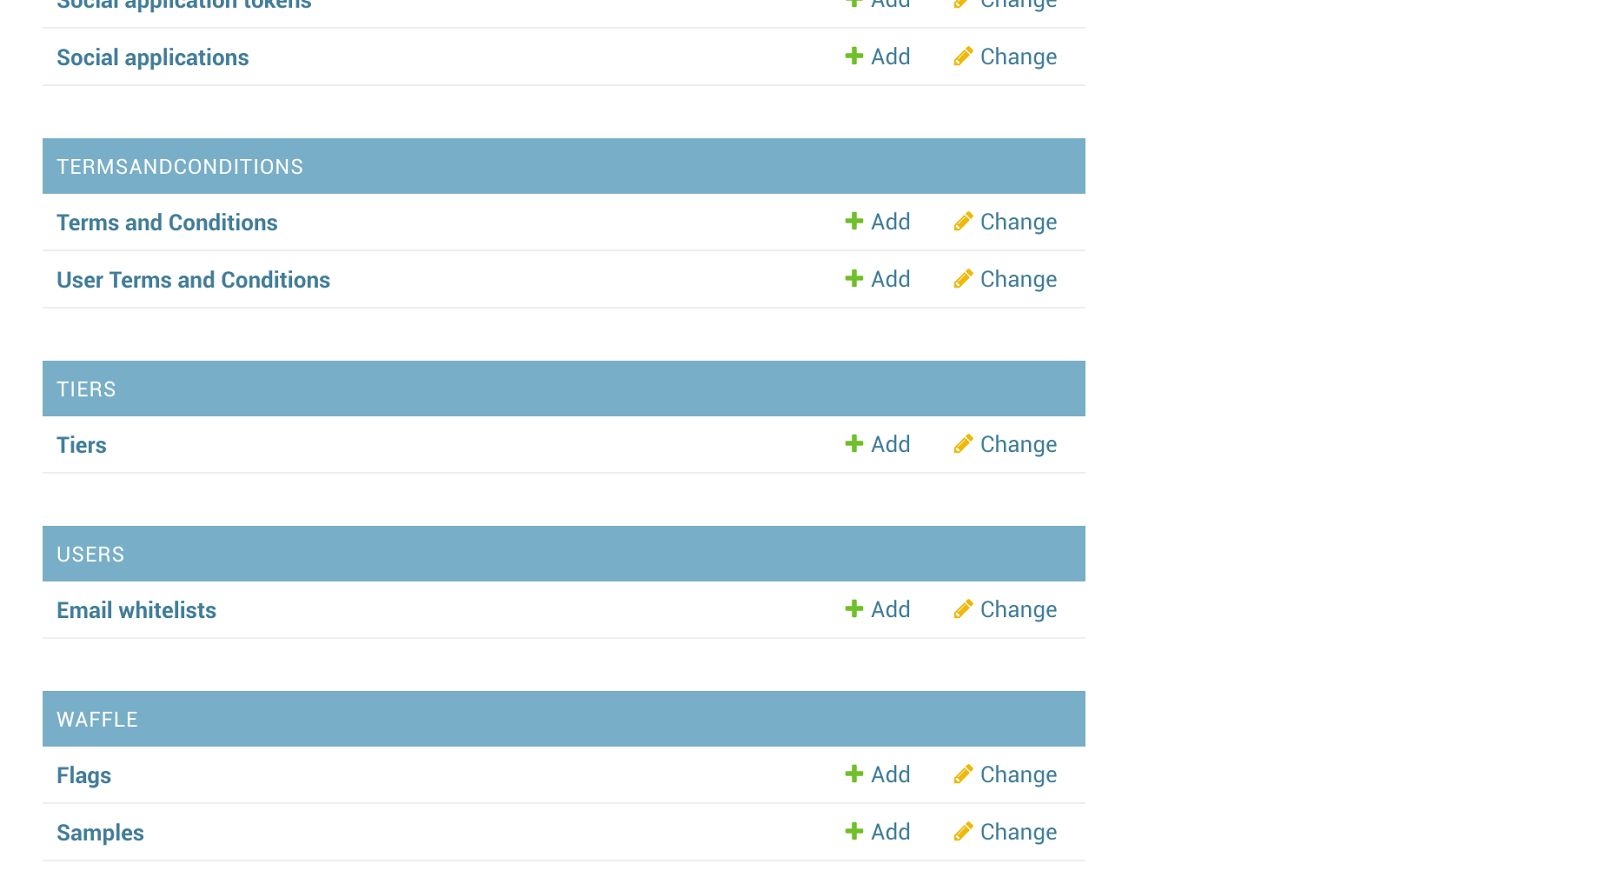 Social application tokens Add Change
Social applications Add Change
TERMSANDCONDITIONS
Terms and Conditions Add Change
User Terms and Conditions Add Change
TIERS
Tiers Add Change
USERS
Email whitelists Add Change
WAFFLE
Flags Add Change
Samples Add Change